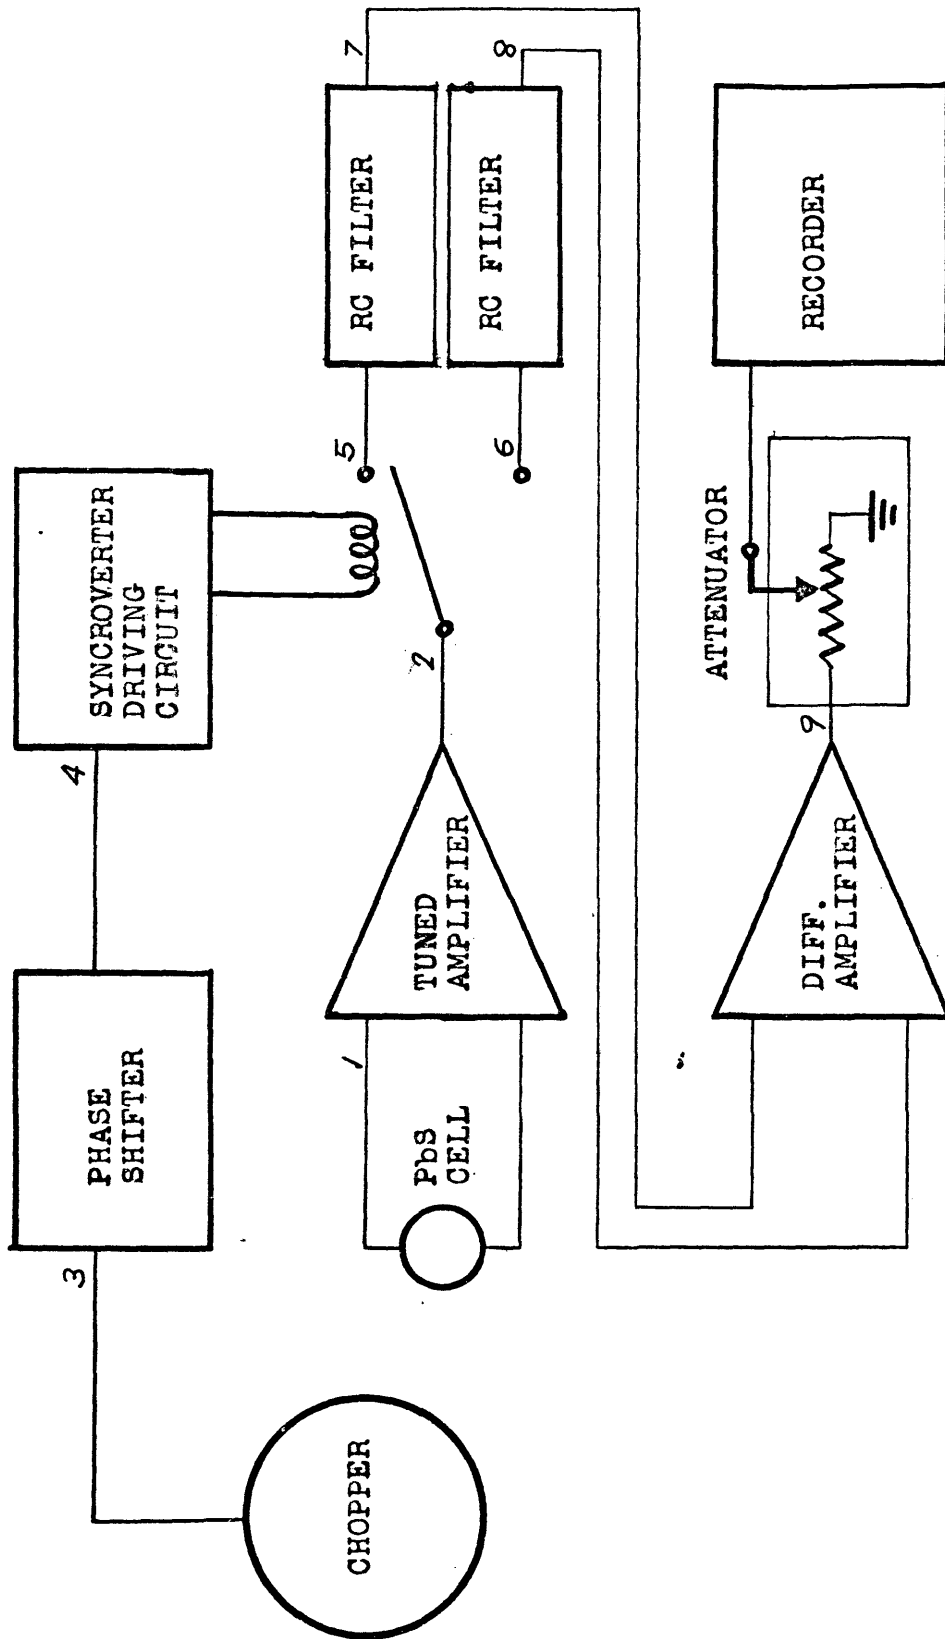 CHOPPER
3
PHASE
SHIFTER
4
SYNCROVERTER
DRIVING
CIRCUIT
PbS
CELL
1
TUNED
AMPLIFIER
2
5
6
RC FILTER
RC FILTER
7
8
DIFF.
AMPLIFIER
9
ATTENUATOR
RECORDER